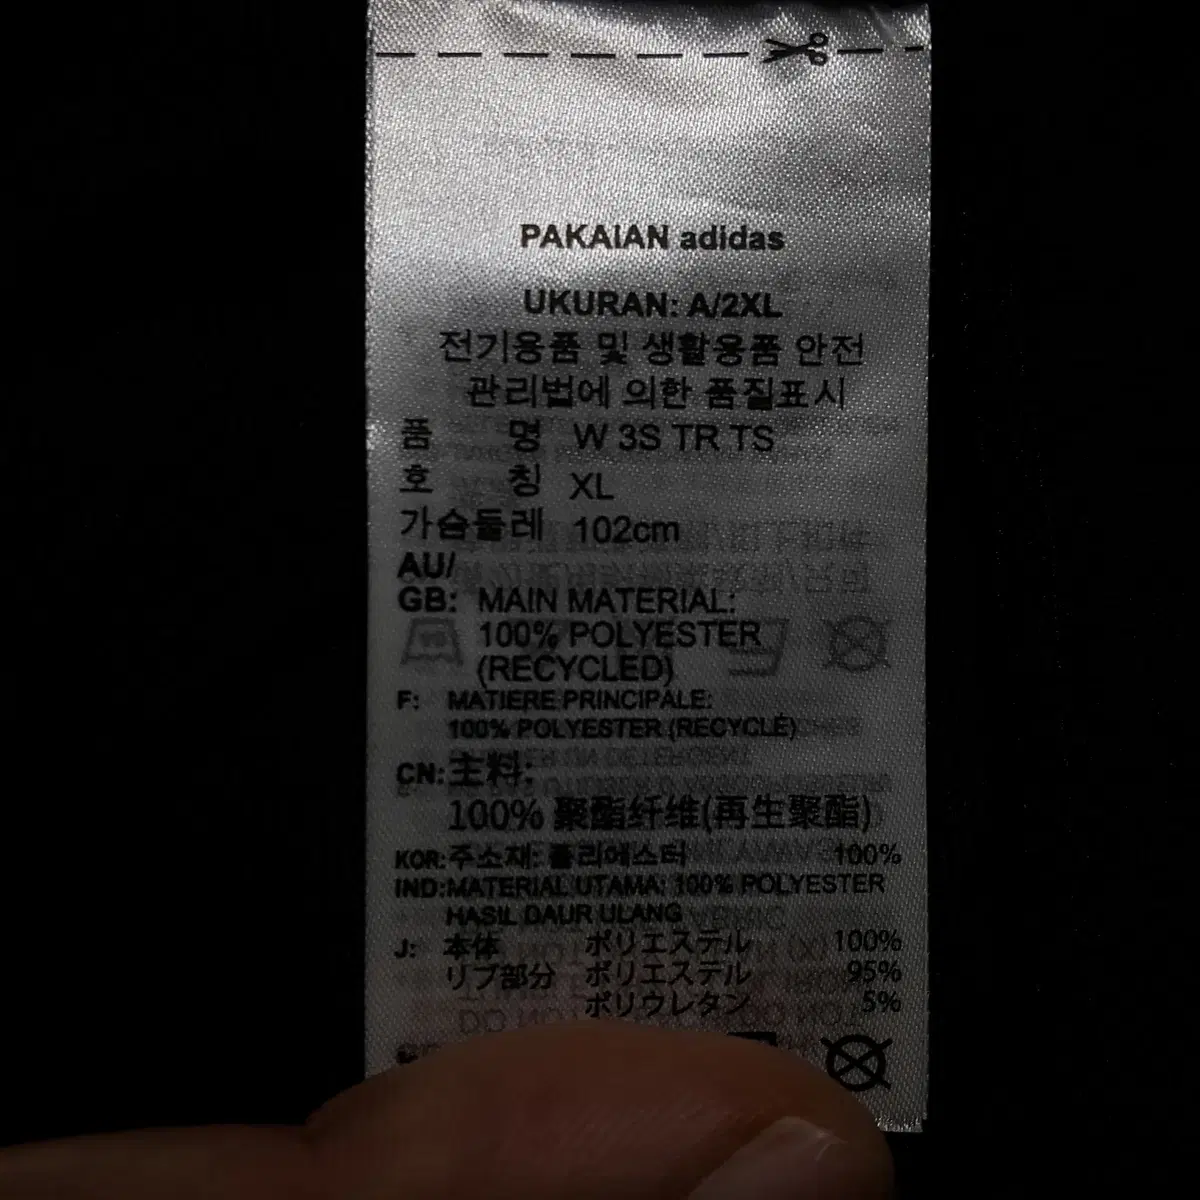 PAKAIAN adidas
UKURAN: A/2XL
전기용품 및 생활용품 안전
관리법에 의한 품질표시
품 명 W 3S TR TS
호 칭 XL
가슴둘레 102cm
AU/
GB: MAIN MATERIAL:
100% POLYESTER
(RECYCLED)
F: MATIERE PRINCIPALE:
100% POLYESTER (RECYCLÉ)
CN: 主料:
100% 聚酯纤维(再生聚酯)
KOR: 주소재: 폴리에스터 100%
IND: MATERIAL UTAMA: 100% POLYESTER
HASIL DAUR ULANG
J: 本体 ポリエステル 100%
リブ部分 ポリエステル 95%
ポリウレタン 5%